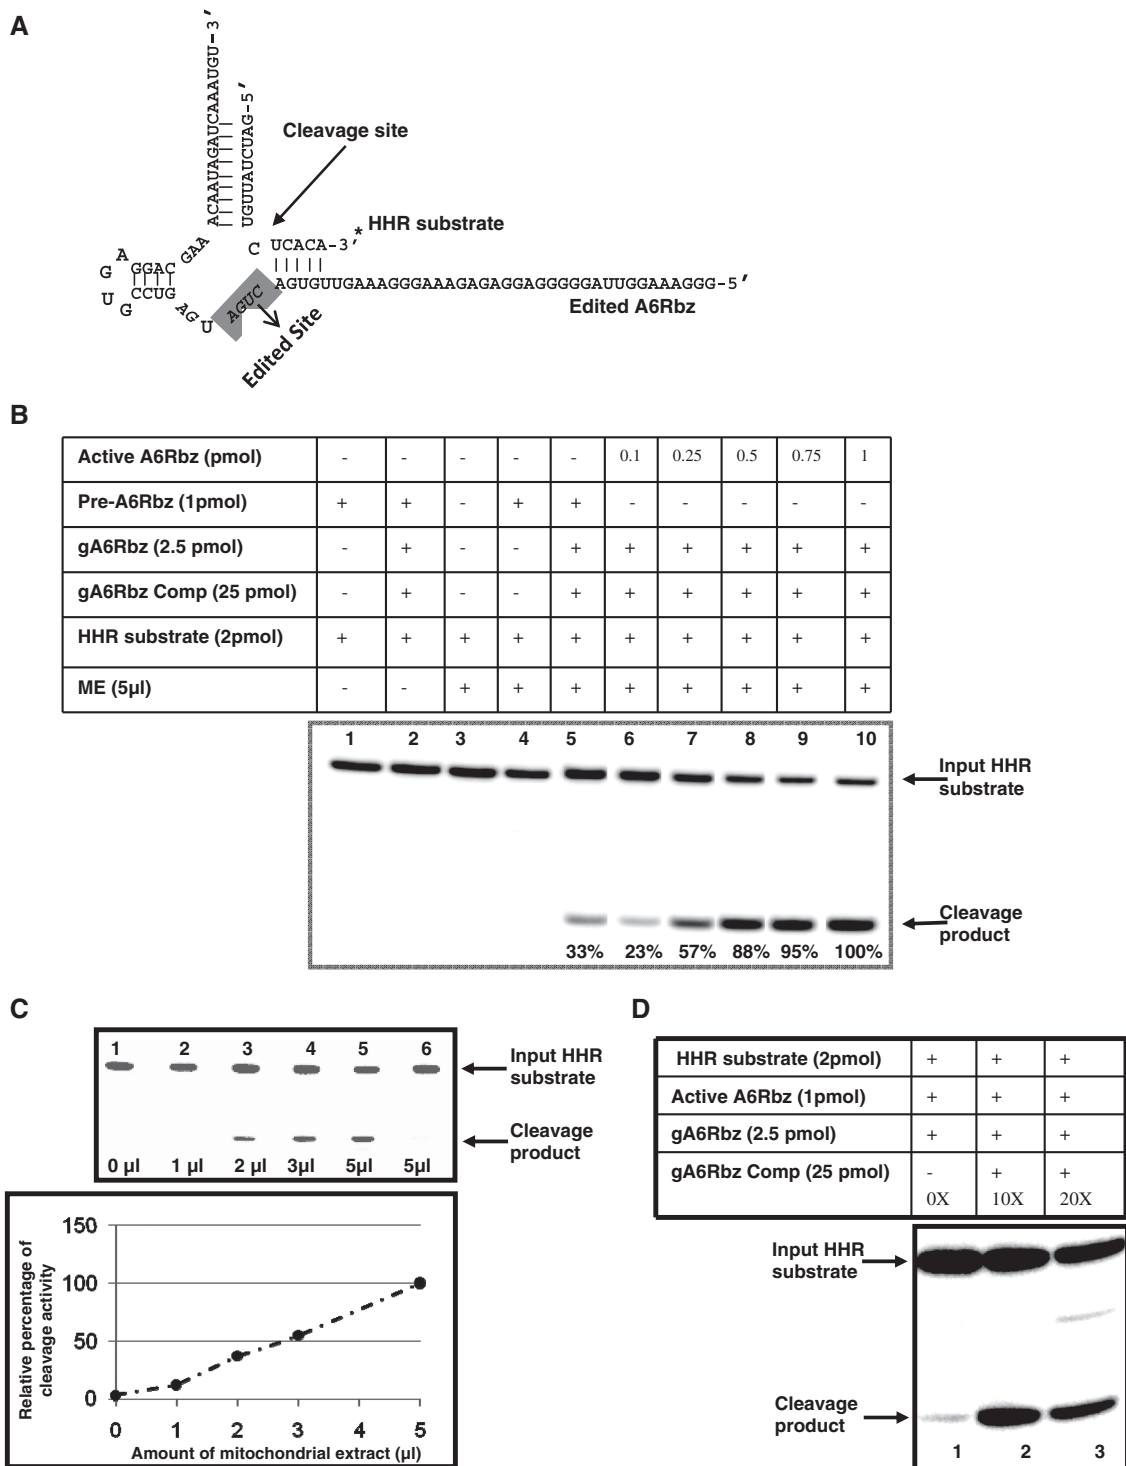 A
ACAAUAGAUCAAAUGU-3'
UGUUAUCUAG-5'
Cleavage site
C UCACA-3'* HHR substrate
GAA
A
G GGAC
U CCUG
G
AG
U
AGUC
AGUGUUGAAAGGGAAAGAGAGGAGGGGGAUUGGAAAGGG-5'
Edited A6Rbz
Edited Site
B
Active A6Rbz (pmol) - - - - - 0.1 0.25 0.5 0.75 1
Pre-A6Rbz (1pmol) + + - + + - - - - -
gA6Rbz (2.5 pmol) - + - - + + + + + +
gA6Rbz Comp (25 pmol) - + - - + + + + + +
HHR substrate (2pmol) + + + + + + + + + +
ME (5µl) - - + + + + + + + +
1 2 3 4 5 6 7 8 9 10
Input HHR
substrate
Cleavage
product
33% 23% 57% 88% 95% 100%
C
1 2 3 4 5 6
Input HHR
substrate
Cleavage
product
0 µl 1 µl 2 µl 3µl 5µl 5µl
Relative percentage of
cleavage activity
150
100
50
0
0 1 2 3 4 5
Amount of mitochondrial extract (µl)
D
HHR substrate (2pmol) + + +
Active A6Rbz (1pmol) + + +
gA6Rbz (2.5 pmol) + + +
gA6Rbz Comp (25 pmol) - + +
0X 10X 20X
Input HHR
substrate
Cleavage
product
1 2 3